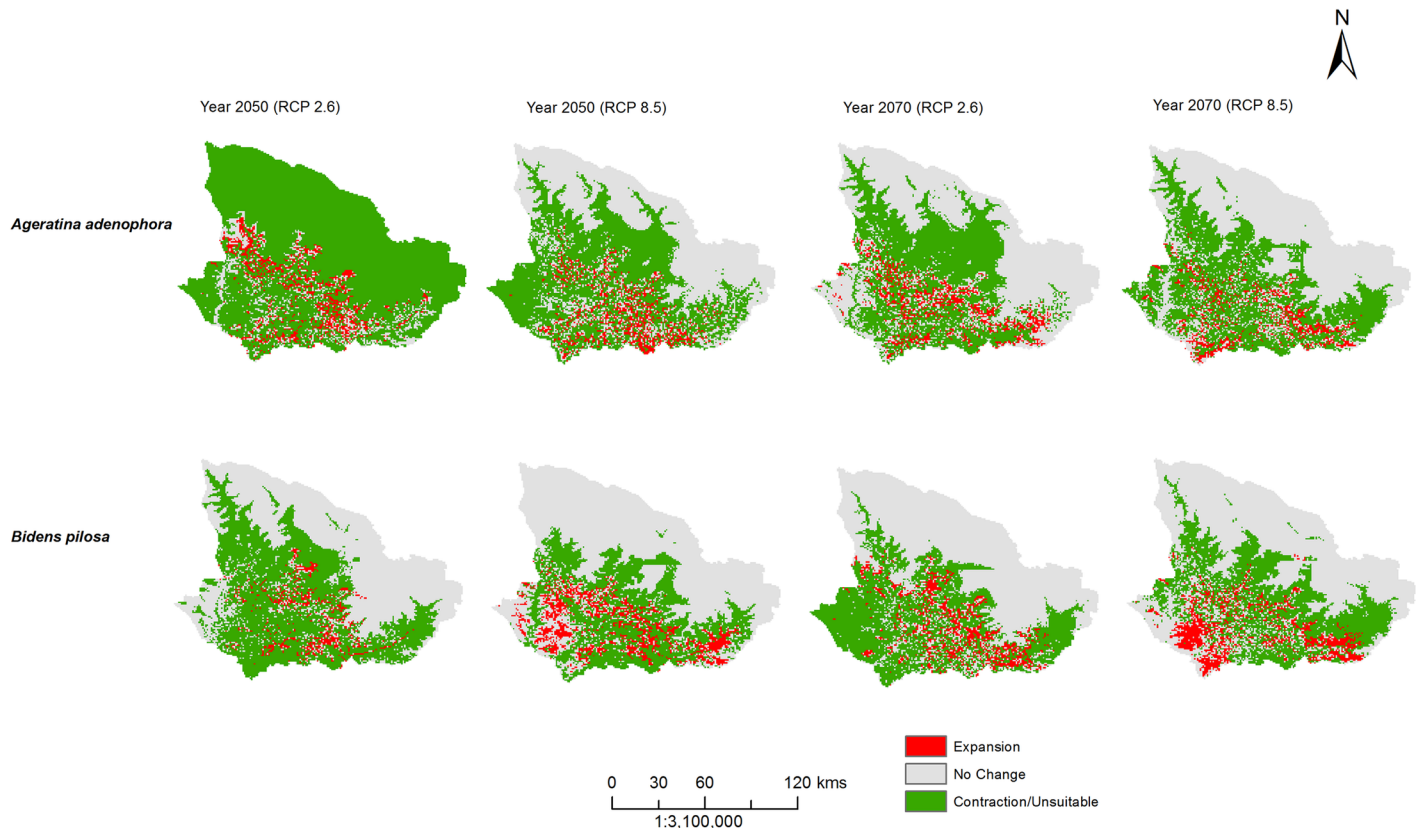 N
Year 2050 (RCP 2.6)
Year 2050 (RCP 8.5)
Year 2070 (RCP 2.6)
Year 2070 (RCP 8.5)
Ageratina adenophora
Bidens pilosa
Expansion
No Change
Contraction/Unsuitable
0 30 60 120 kms
1:3,100,000